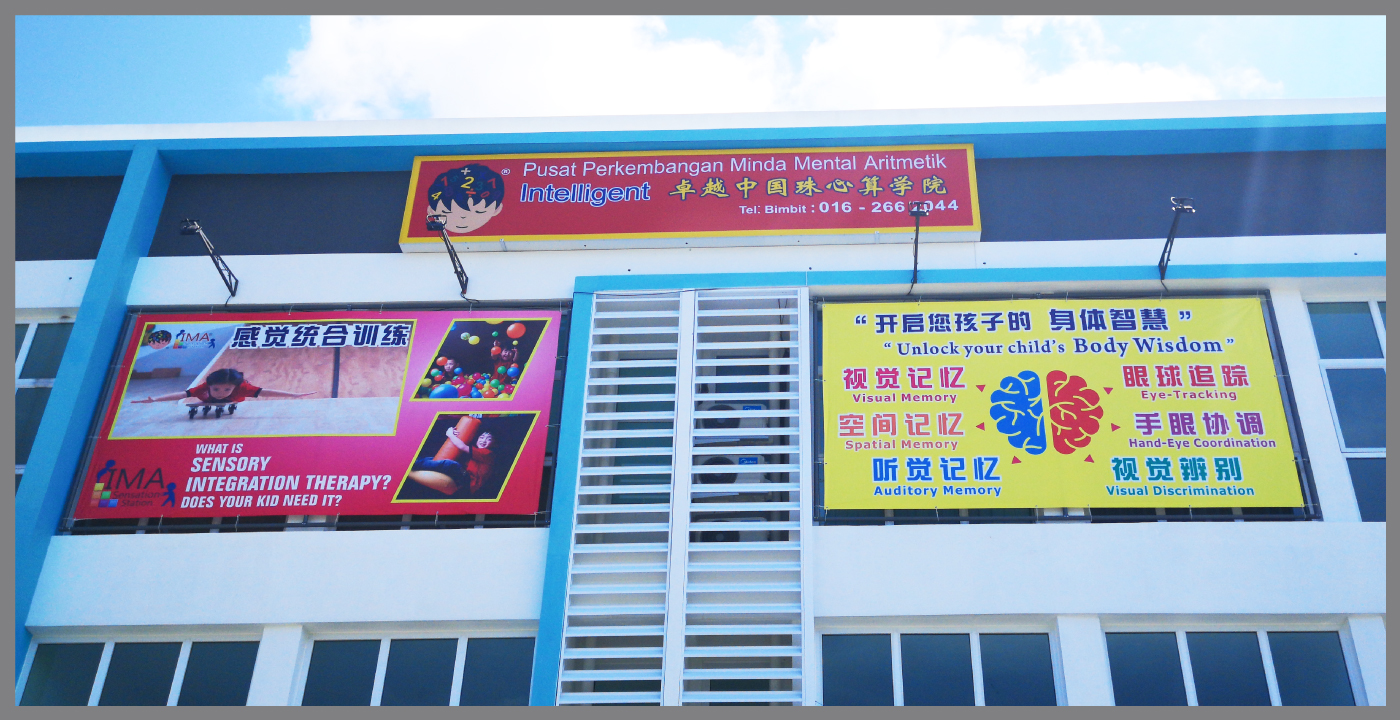 Pusat Perkembangan Minda Mental Aritmetik
Intelligent 卓越中国珠心算学院
Tel: Bimbit : 016 - 266 044
IMA 感觉统合训练
WHAT IS
SENSORY
INTEGRATION THERAPY?
DOES YOUR KID NEED IT?
IMA
Sensation
Station
“开启您孩子的 身体智慧”
“Unlock your child's Body Wisdom”
视觉记忆
Visual Memory
空间记忆
Spatial Memory
听觉记忆
Auditory Memory
眼球追踪
Eye-Tracking
手眼协调
Hand-Eye Coordination
视觉辨别
Visual Discrimination